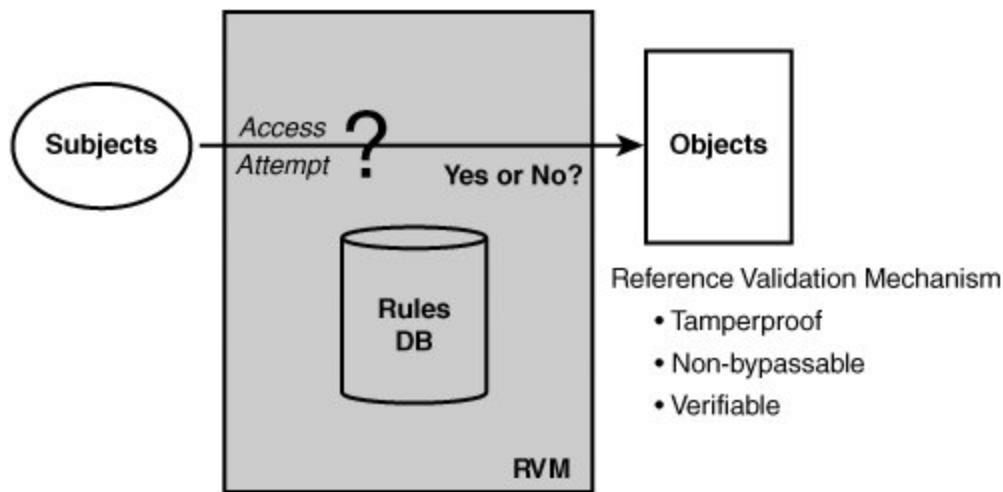 Subjects
Access
Attempt
?
Yes or No?
Rules
DB
RVM
Objects
Reference Validation Mechanism
• Tamperproof
• Non-bypassable
• Verifiable